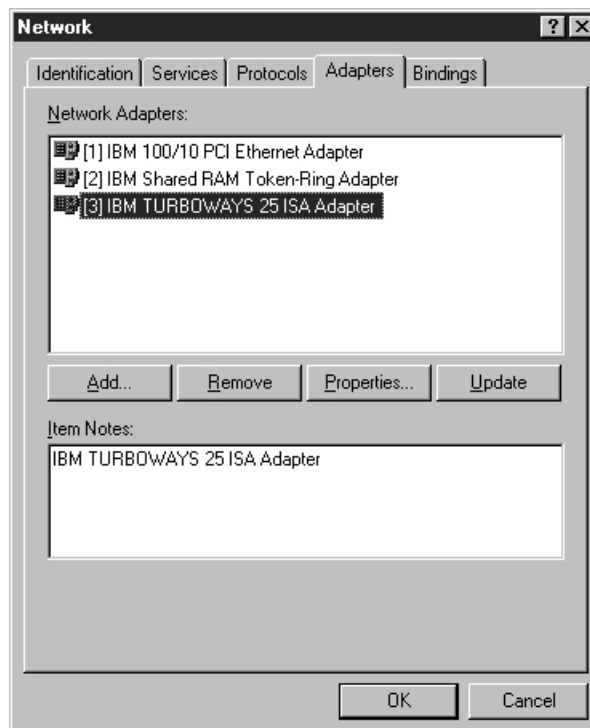 Network
Identification Services Protocols Adapters Bindings
Network Adapters:
[1] IBM 100/10 PCI Ethernet Adapter
[2] IBM Shared RAM Token-Ring Adapter
[3] IBM TURBOWAYS 25 ISA Adapter
Add... Remove Properties... Update
Item Notes:
IBM TURBOWAYS 25 ISA Adapter
OK Cancel